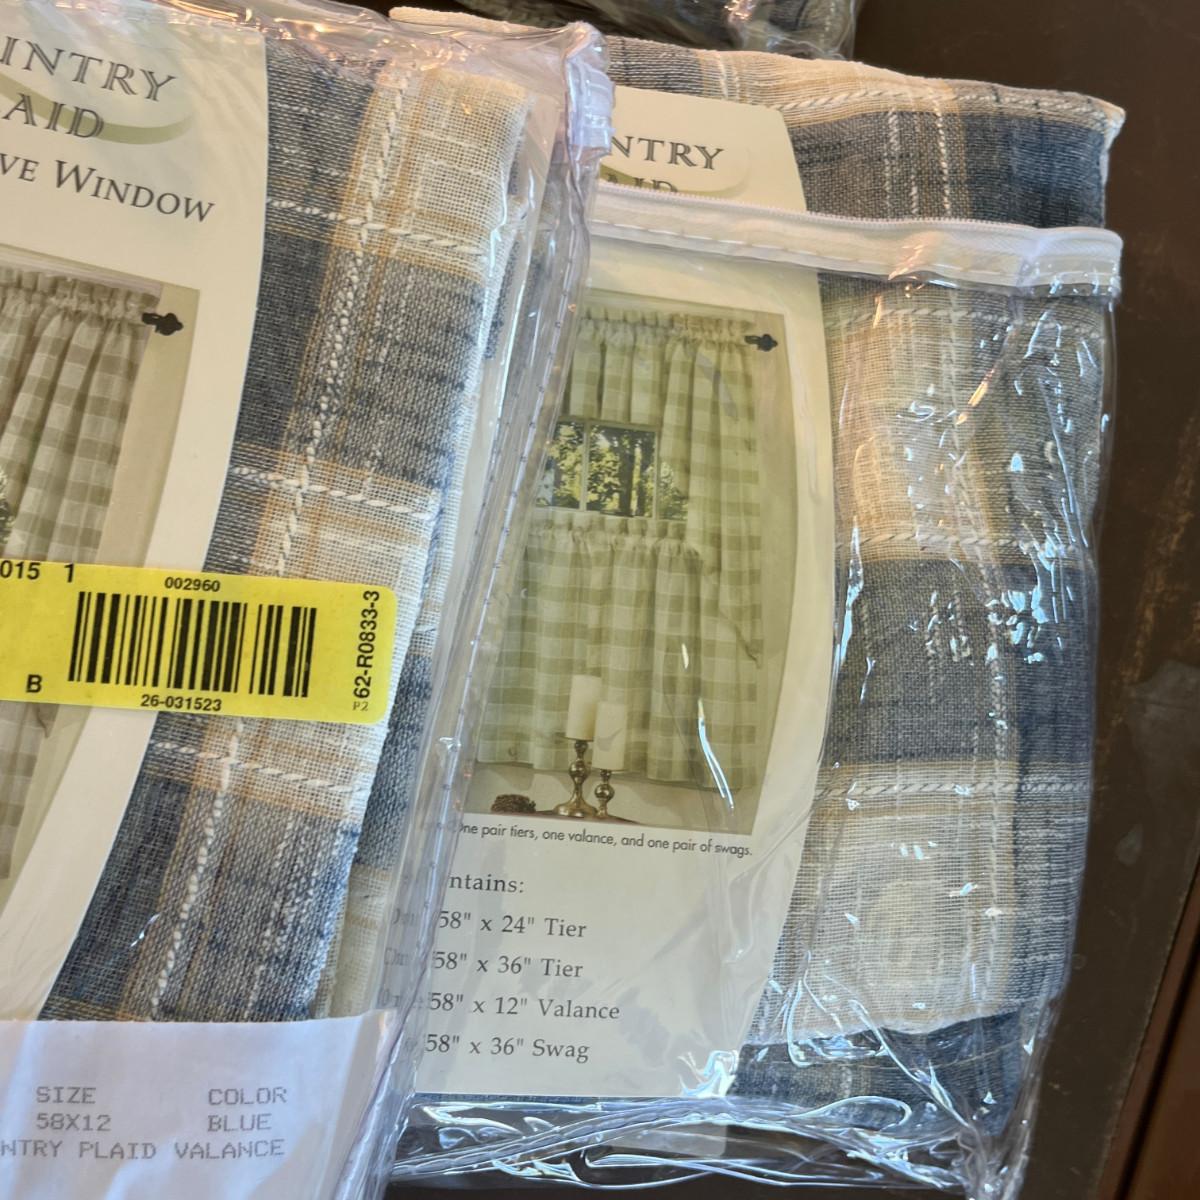 NTRY
AID
VE WINDOW
015 1
002960
B
26-031523
62-R0833-3
P2
SIZE COLOR
58X12 BLUE
NTRY PLAID VALANCE
NTRY
AID
One pair tiers, one valance, and one pair of swags.
ntains:
58" x 24" Tier
58" x 36" Tier
58" x 12" Valance
58" x 36" Swag